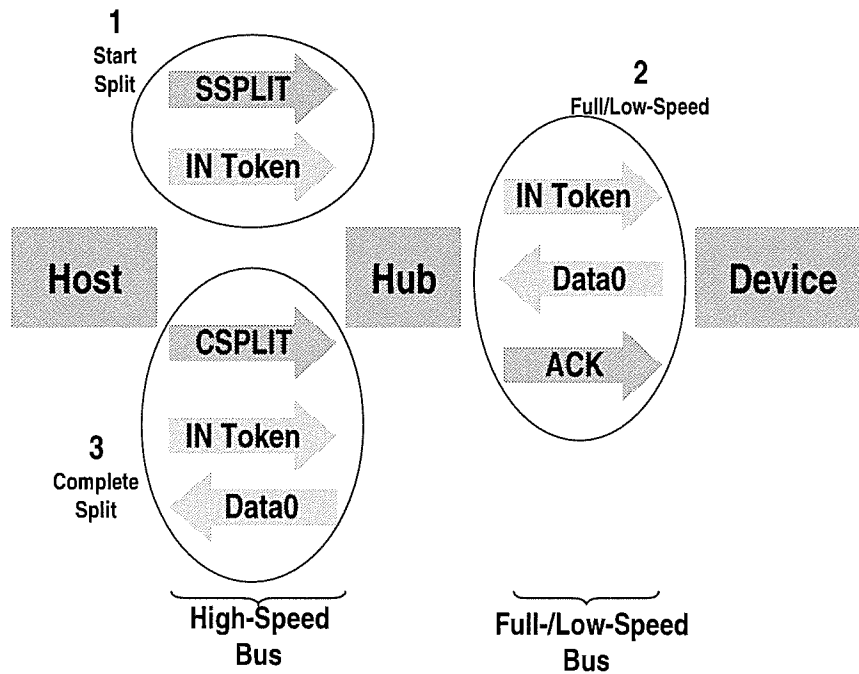 1
Start
Split
SSPLIT
IN Token
2
Full/Low-Speed
IN Token
Data0
ACK
Host
Hub
Device
CSPLIT
IN Token
Data0
3
Complete
Split
High-Speed
Bus
Full-/Low-Speed
Bus